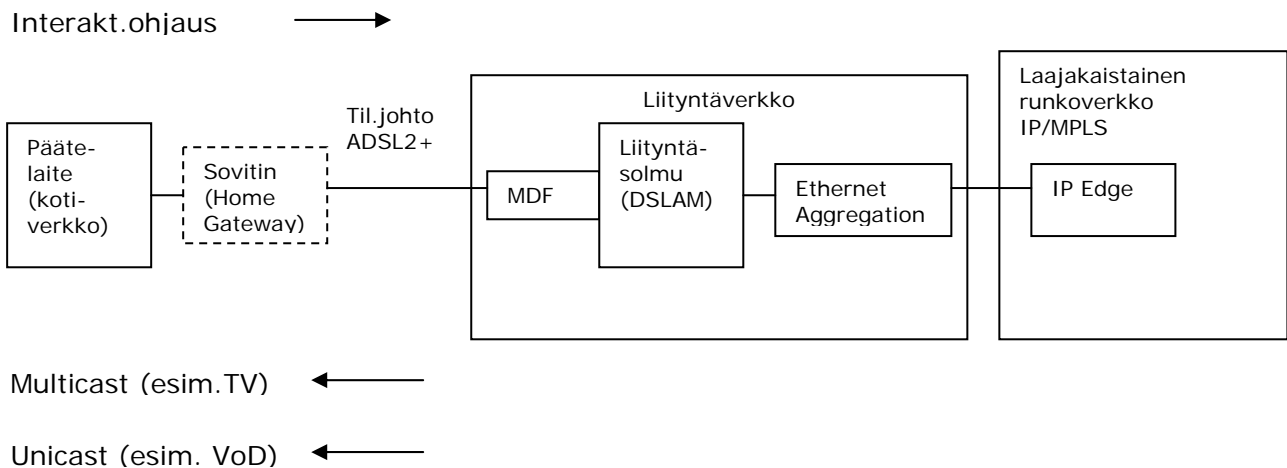 Interakt.ohjaus
Pääte-
laite
(koti-
verkko)
Sovitin
(Home
Gateway)
Til.johto
ADSL2+
Liityntäverkko
MDF
Liityntä-
solmu
(DSLAM)
Ethernet
Aggregation
Laajakaistainen
runkoverkko
IP/MPLS
IP Edge
Multicast (esim.TV)
Unicast (esim. VoD)